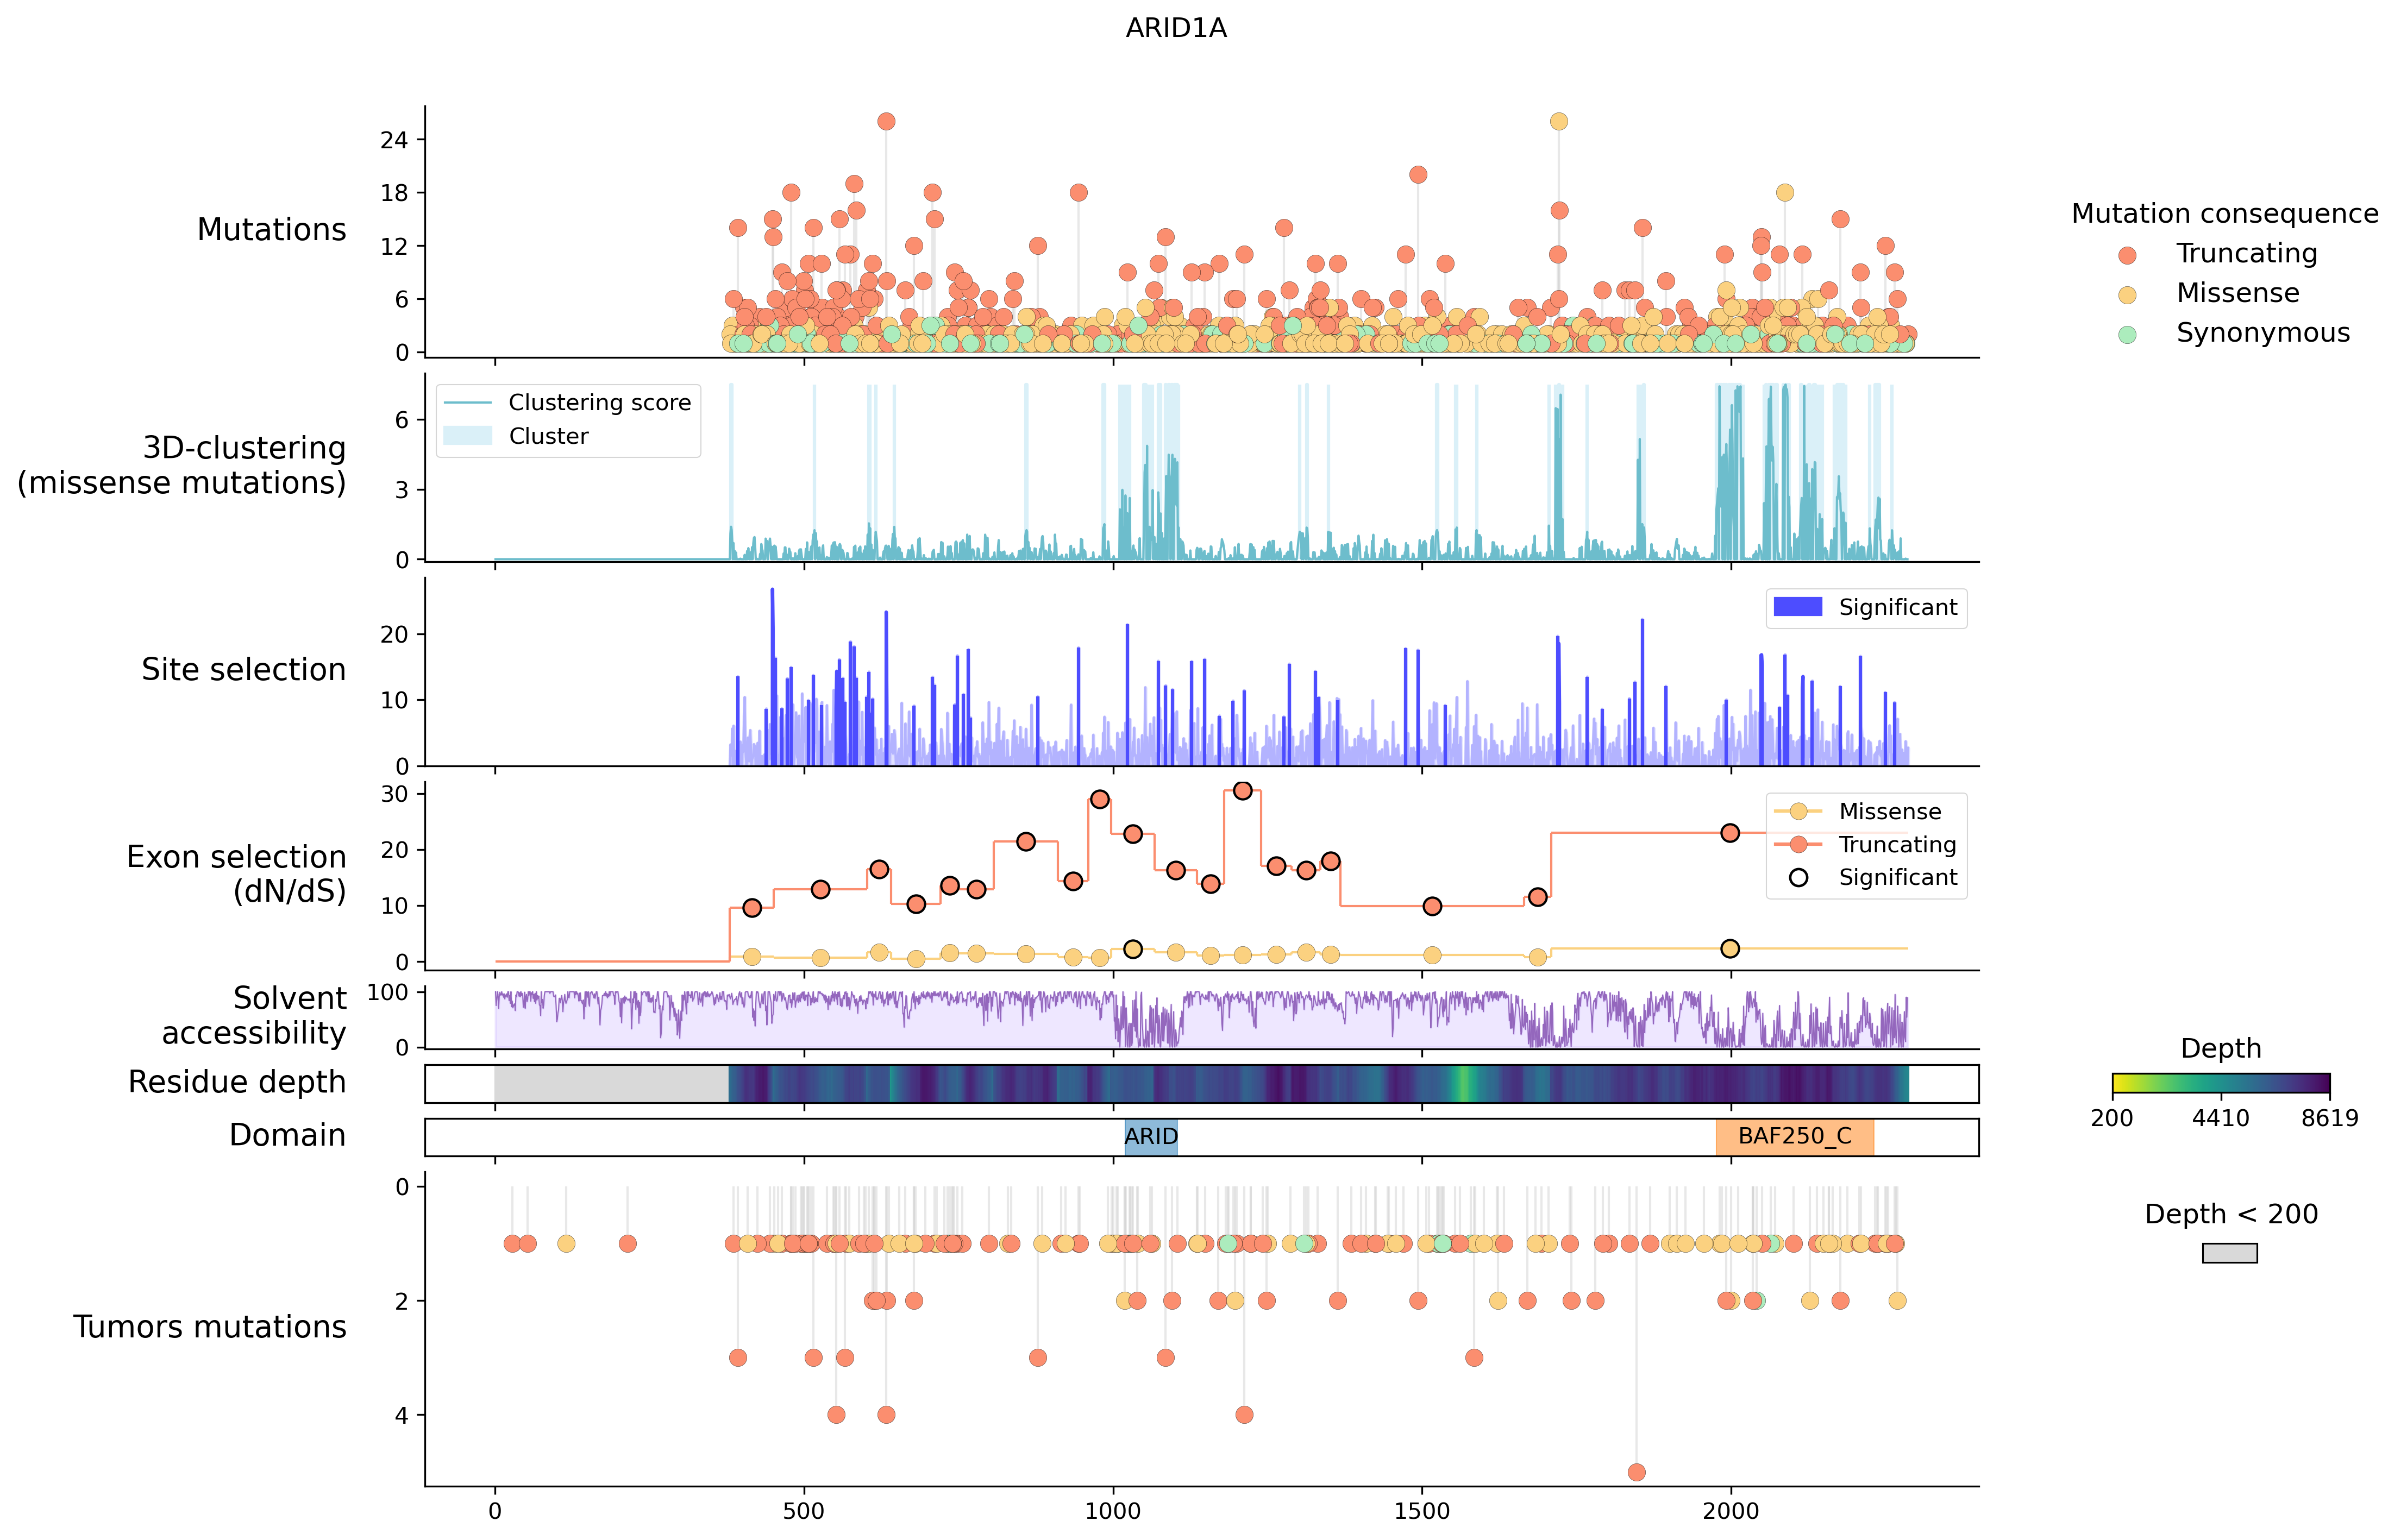 ARID1A
Mutations
24
18
12
6
0
Mutation consequence
Truncating
Missense
Synonymous
3D-clustering
(missense mutations)
6
3
0
Clustering score
Cluster
Site selection
20
10
0
Significant
Exon selection
(dN/dS)
30
20
10
0
Missense
Truncating
Significant
Solvent
accessibility
100
0
Residue depth
Depth
200 4410 8619
Domain
ARID
BAF250_C
Depth < 200
Tumors mutations
0
2
4
0 500 1000 1500 2000